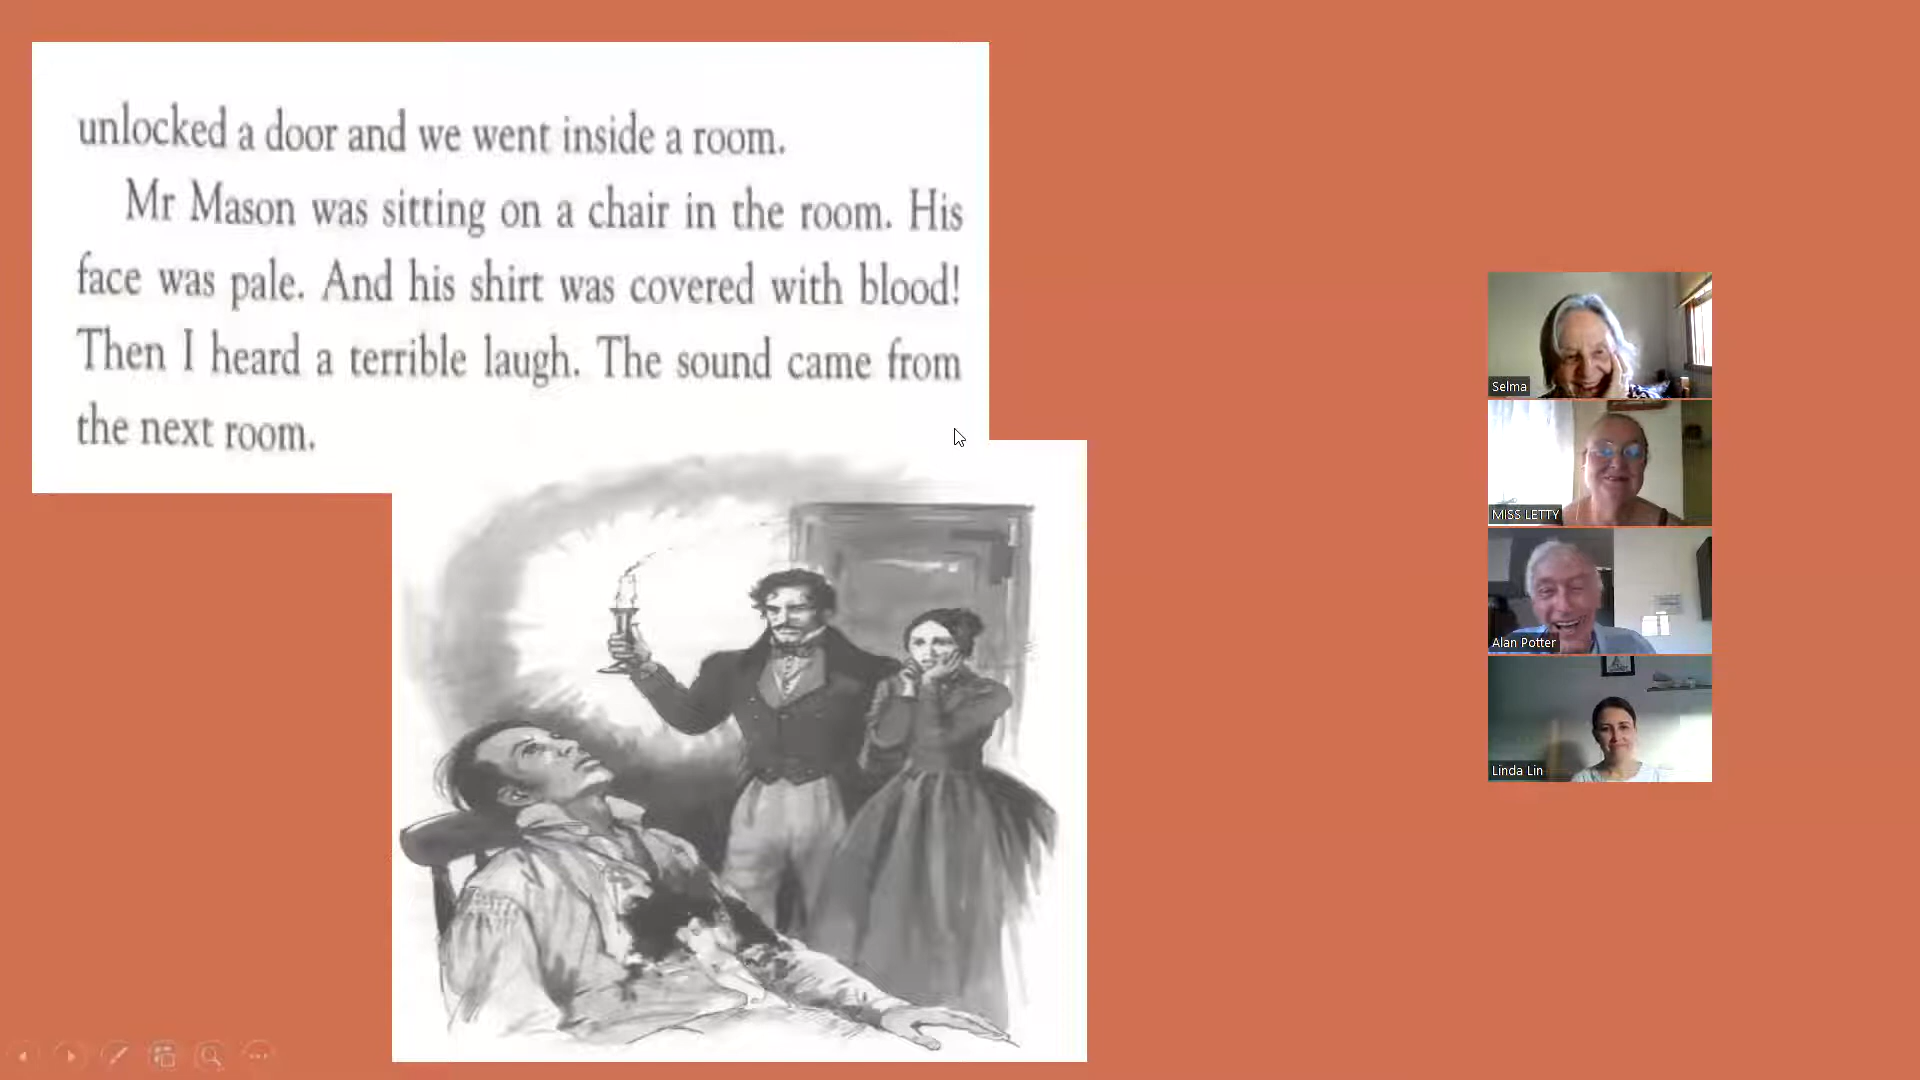 unlocked a door and we went inside a room.
Mr Mason was sitting on a chair in the room. His
face was pale. And his shirt was covered with blood!
Then I heard a terrible laugh. The sound came from
the next room.
Selma
MISS LETTY
Alan Potter
Linda Lin